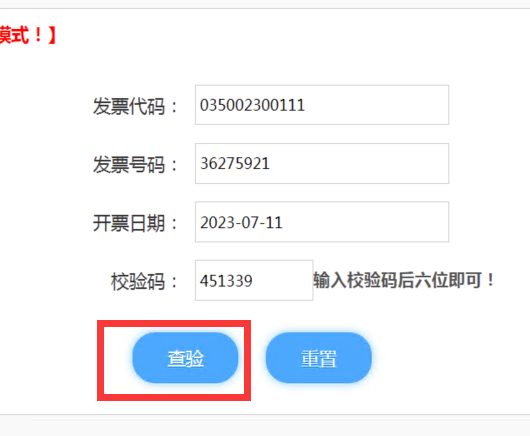 模式！】
发票代码： 035002300111
发票号码： 36275921
开票日期： 2023-07-11
校验码： 451339 输入校验码后六位即可！
查验 重置